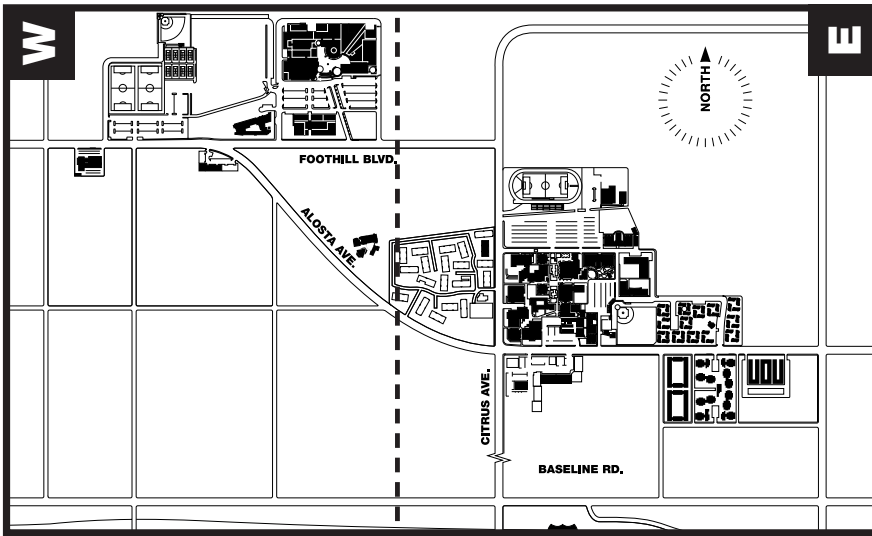 W
E
NORTH
FOOTHILL BLVD.
ALOSTA AVE.
CITRUS AVE.
BASELINE RD.